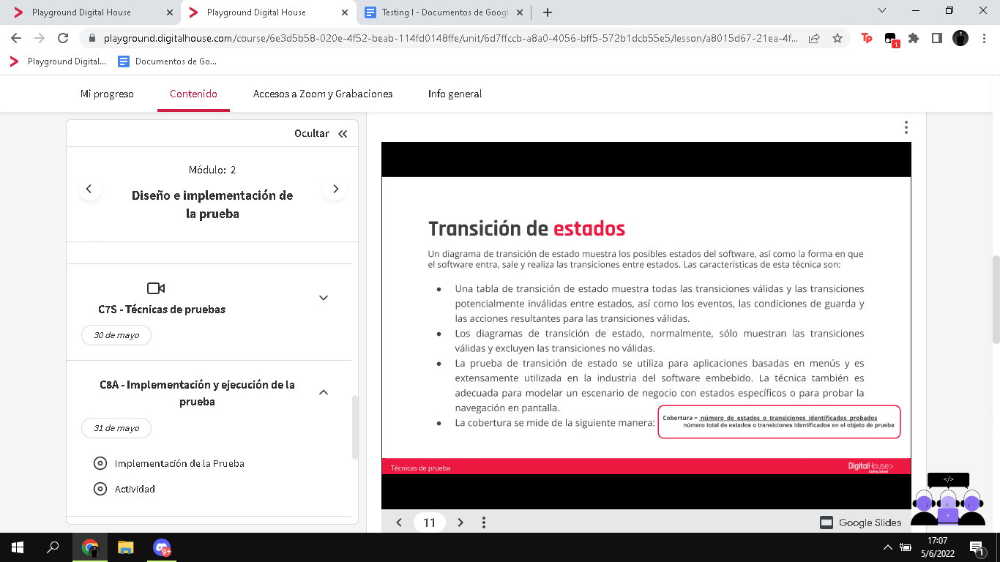 Playground Digital House
Playground Digital House
Testing I - Documentos de Googl
playground.digitalhouse.com/course/6e3d5b58-020e-4f52-beab-114fd0148ffe/unit/6d7ffccb-a8a0-4056-bff5-572b1dcb55e5/lesson/a8015d67-21ea-4f...
Tp
1
Playground Digital...
Documentos de Go...
Mi progreso
Contenido
Accesos a Zoom y Grabaciones
Info general
Ocultar
Módulo: 2
Diseño e implementación de
la prueba
C7S - Técnicas de pruebas
30 de mayo
C8A - Implementación y ejecución de la
prueba
31 de mayo
Implementación de la Prueba
Actividad
Transición de estados
Un diagrama de transición de estado muestra los posibles estados del software, así como la forma en que
el software entra, sale y realiza las transiciones entre estados. Las características de esta técnica son:
● Una tabla de transición de estado muestra todas las transiciones válidas y las transiciones
potencialmente inválidas entre estados, así como los eventos, las condiciones de guarda y
las acciones resultantes para las transiciones válidas.
● Los diagramas de transición de estado, normalmente, sólo muestran las transiciones
válidas y excluyen las transiciones no válidas.
● La prueba de transición de estado se utiliza para aplicaciones basadas en menús y es
extensamente utilizada en la industria del software embebido. La técnica también es
adecuada para modelar un escenario de negocio con estados específicos o para probar la
navegación en pantalla.
● La cobertura se mide de la siguiente manera:
Cobertura = número de estados o transiciones identificados probados
número total de estados o transiciones identificados en el objeto de prueba
Técnicas de prueba
DigitalHouse>
coding school
</>
11
Google Slides
9+
17:07
5/6/2022
1